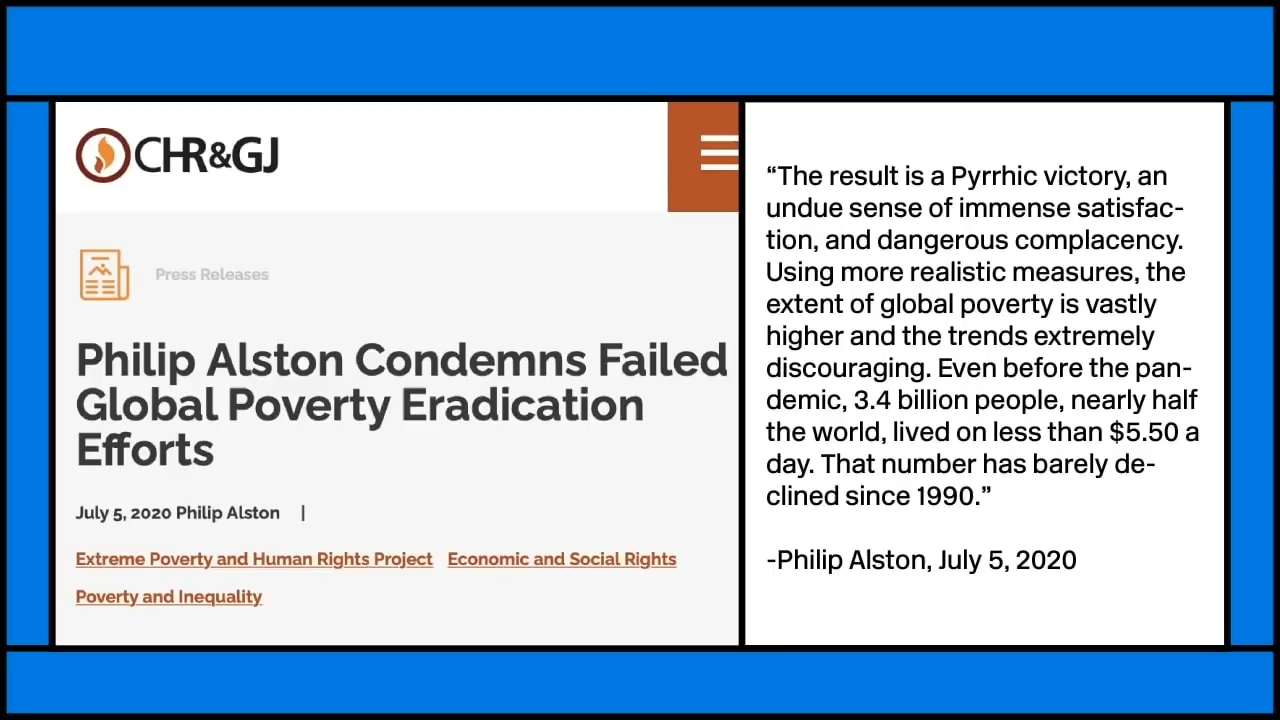 CHR&GJ
Press Releases
Philip Alston Condemns Failed
Global Poverty Eradication
Efforts
July 5, 2020 Philip Alston |
Extreme Poverty and Human Rights Project Economic and Social Rights
Poverty and Inequality
“The result is a Pyrrhic victory, an
undue sense of immense satisfac-
tion, and dangerous complacency.
Using more realistic measures, the
extent of global poverty is vastly
higher and the trends extremely
discouraging. Even before the pan-
demic, 3.4 billion people, nearly half
the world, lived on less than $5.50 a
day. That number has barely de-
clined since 1990.”
-Philip Alston, July 5, 2020